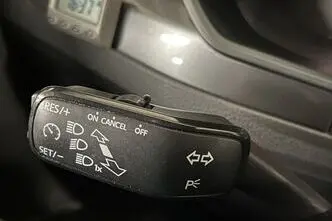 RES/+
ON CANCEL OFF
SET/-
1x
P